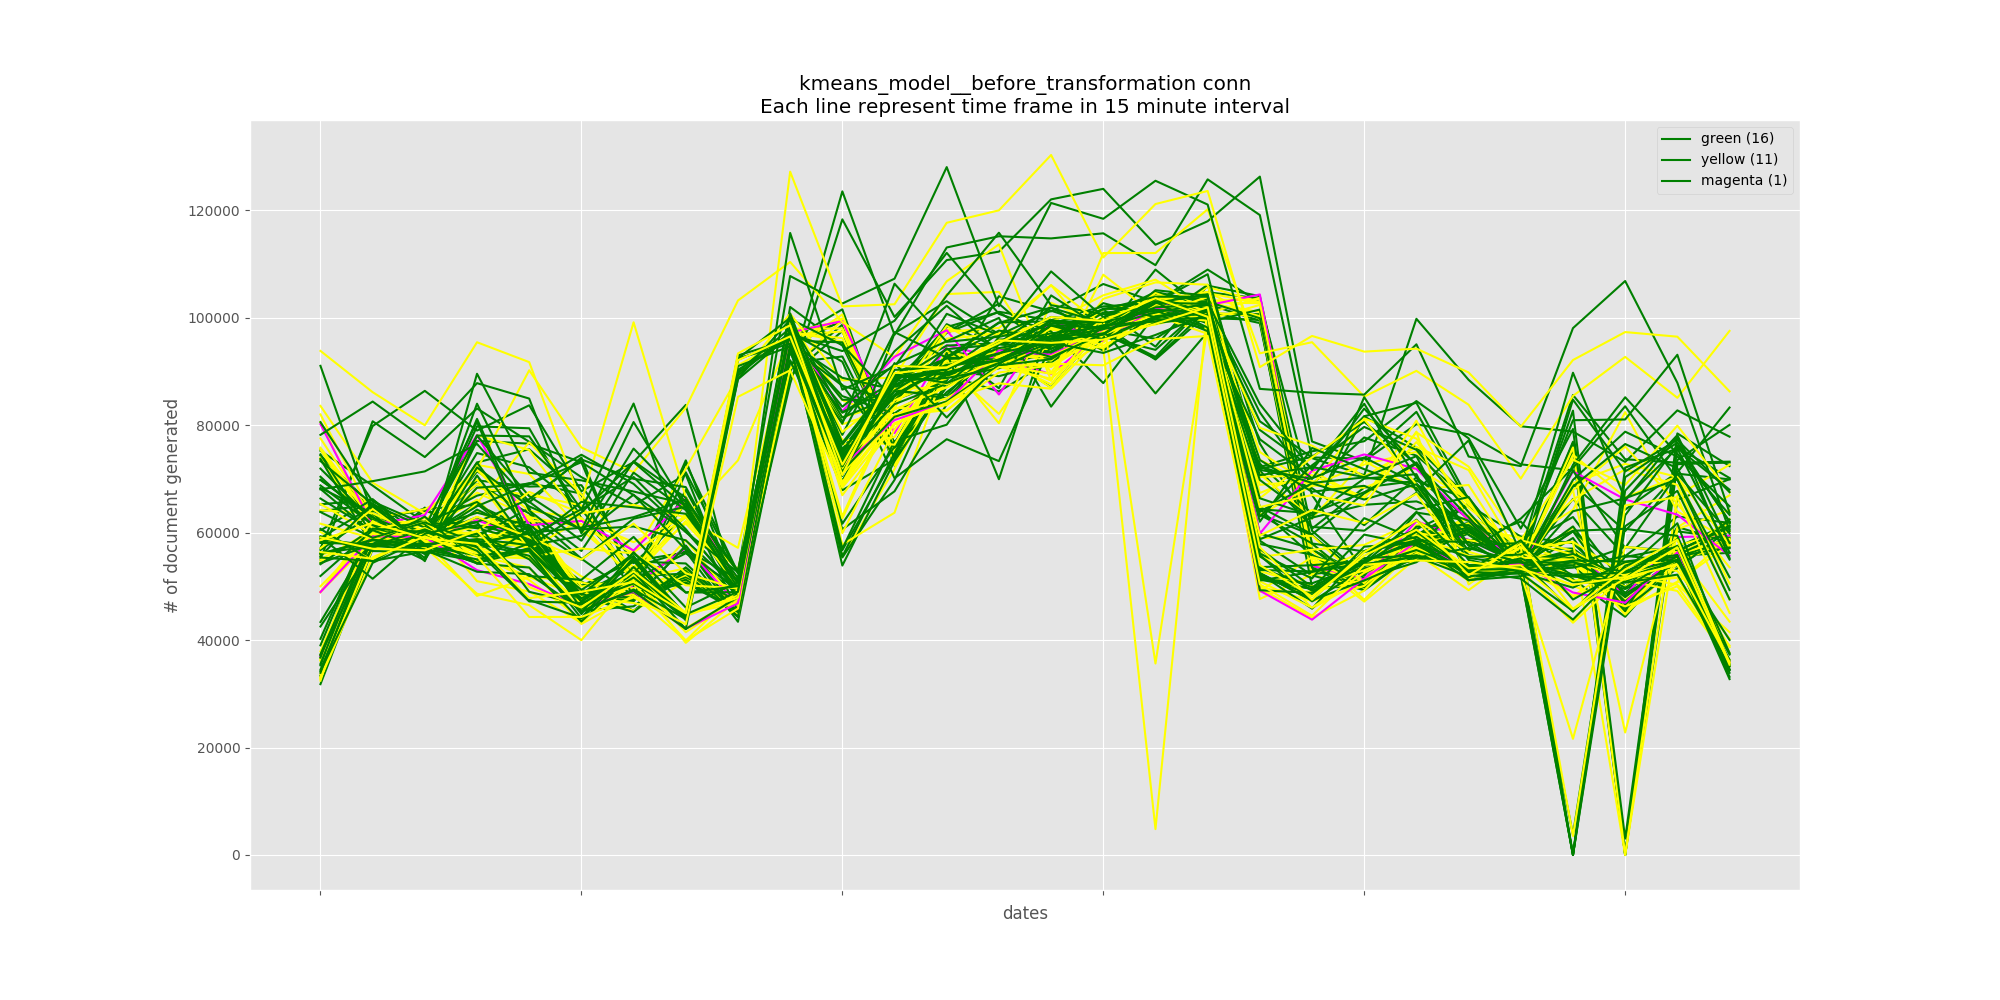 kmeans_model__before_transformation conn
Each line represent time frame in 15 minute interval
green (16)
yellow (11)
magenta (1)
120000
100000
80000
60000
40000
20000
0
# of document generated
dates